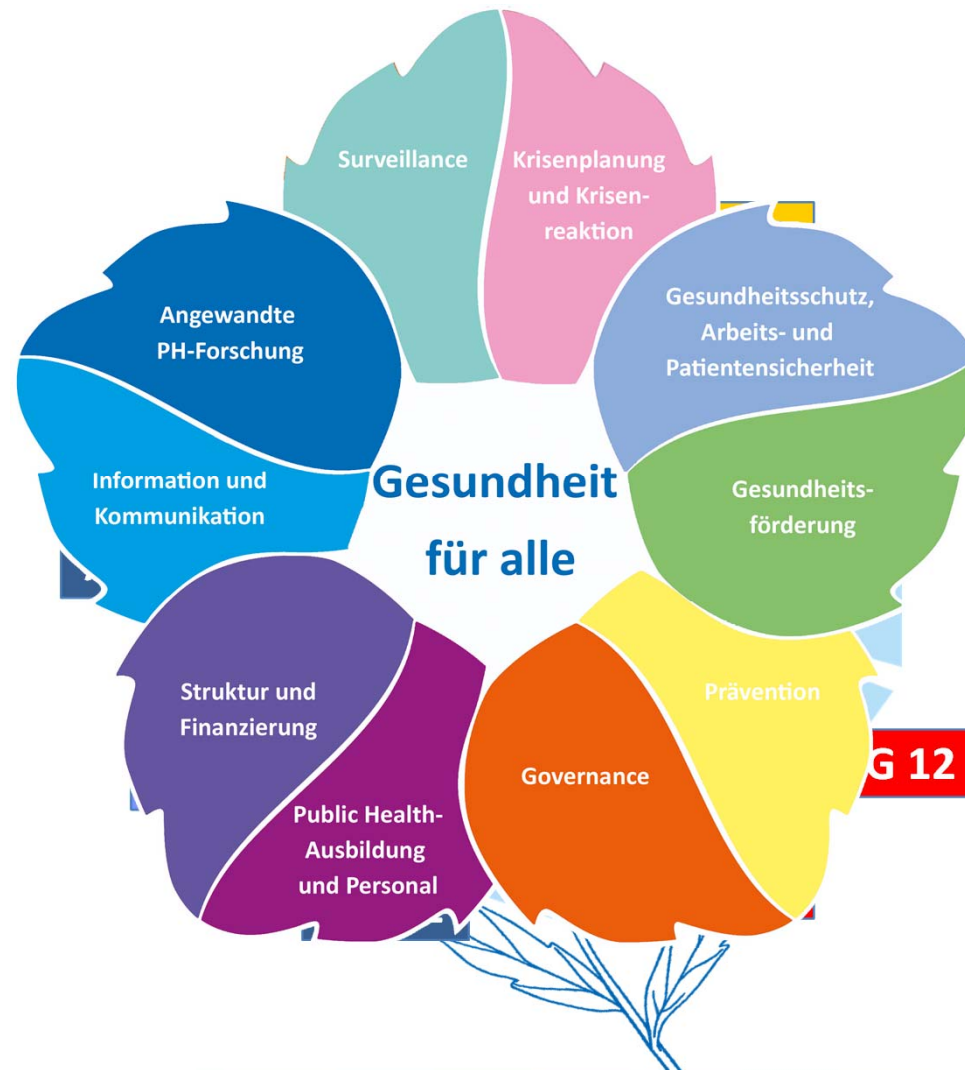 Surveillance
Krisenplanung
und Krisen-
reaktion
Gesundheitsschutz,
Arbeits- und
Patientensicherheit
Gesundheits-
förderung
Prävention
Governance
Public Health-
Ausbildung
und Personal
Struktur und
Finanzierung
Information und
Kommunikation
Angewandte
PH-Forschung
Gesundheit
für alle
G 12